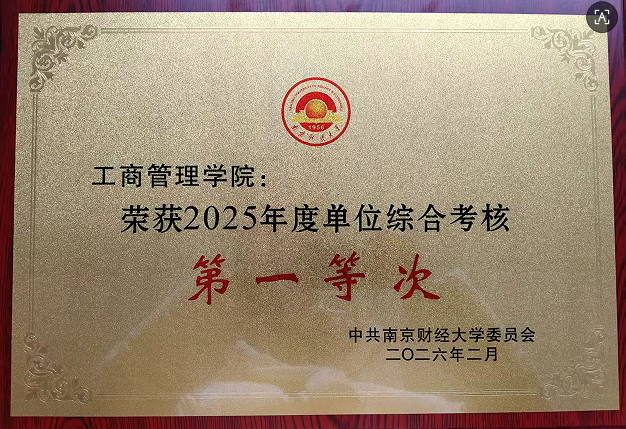 1956
工商管理学院：
荣获2025年度单位综合考核
第一等次
中共南京财经大学委员会
二〇二六年二月